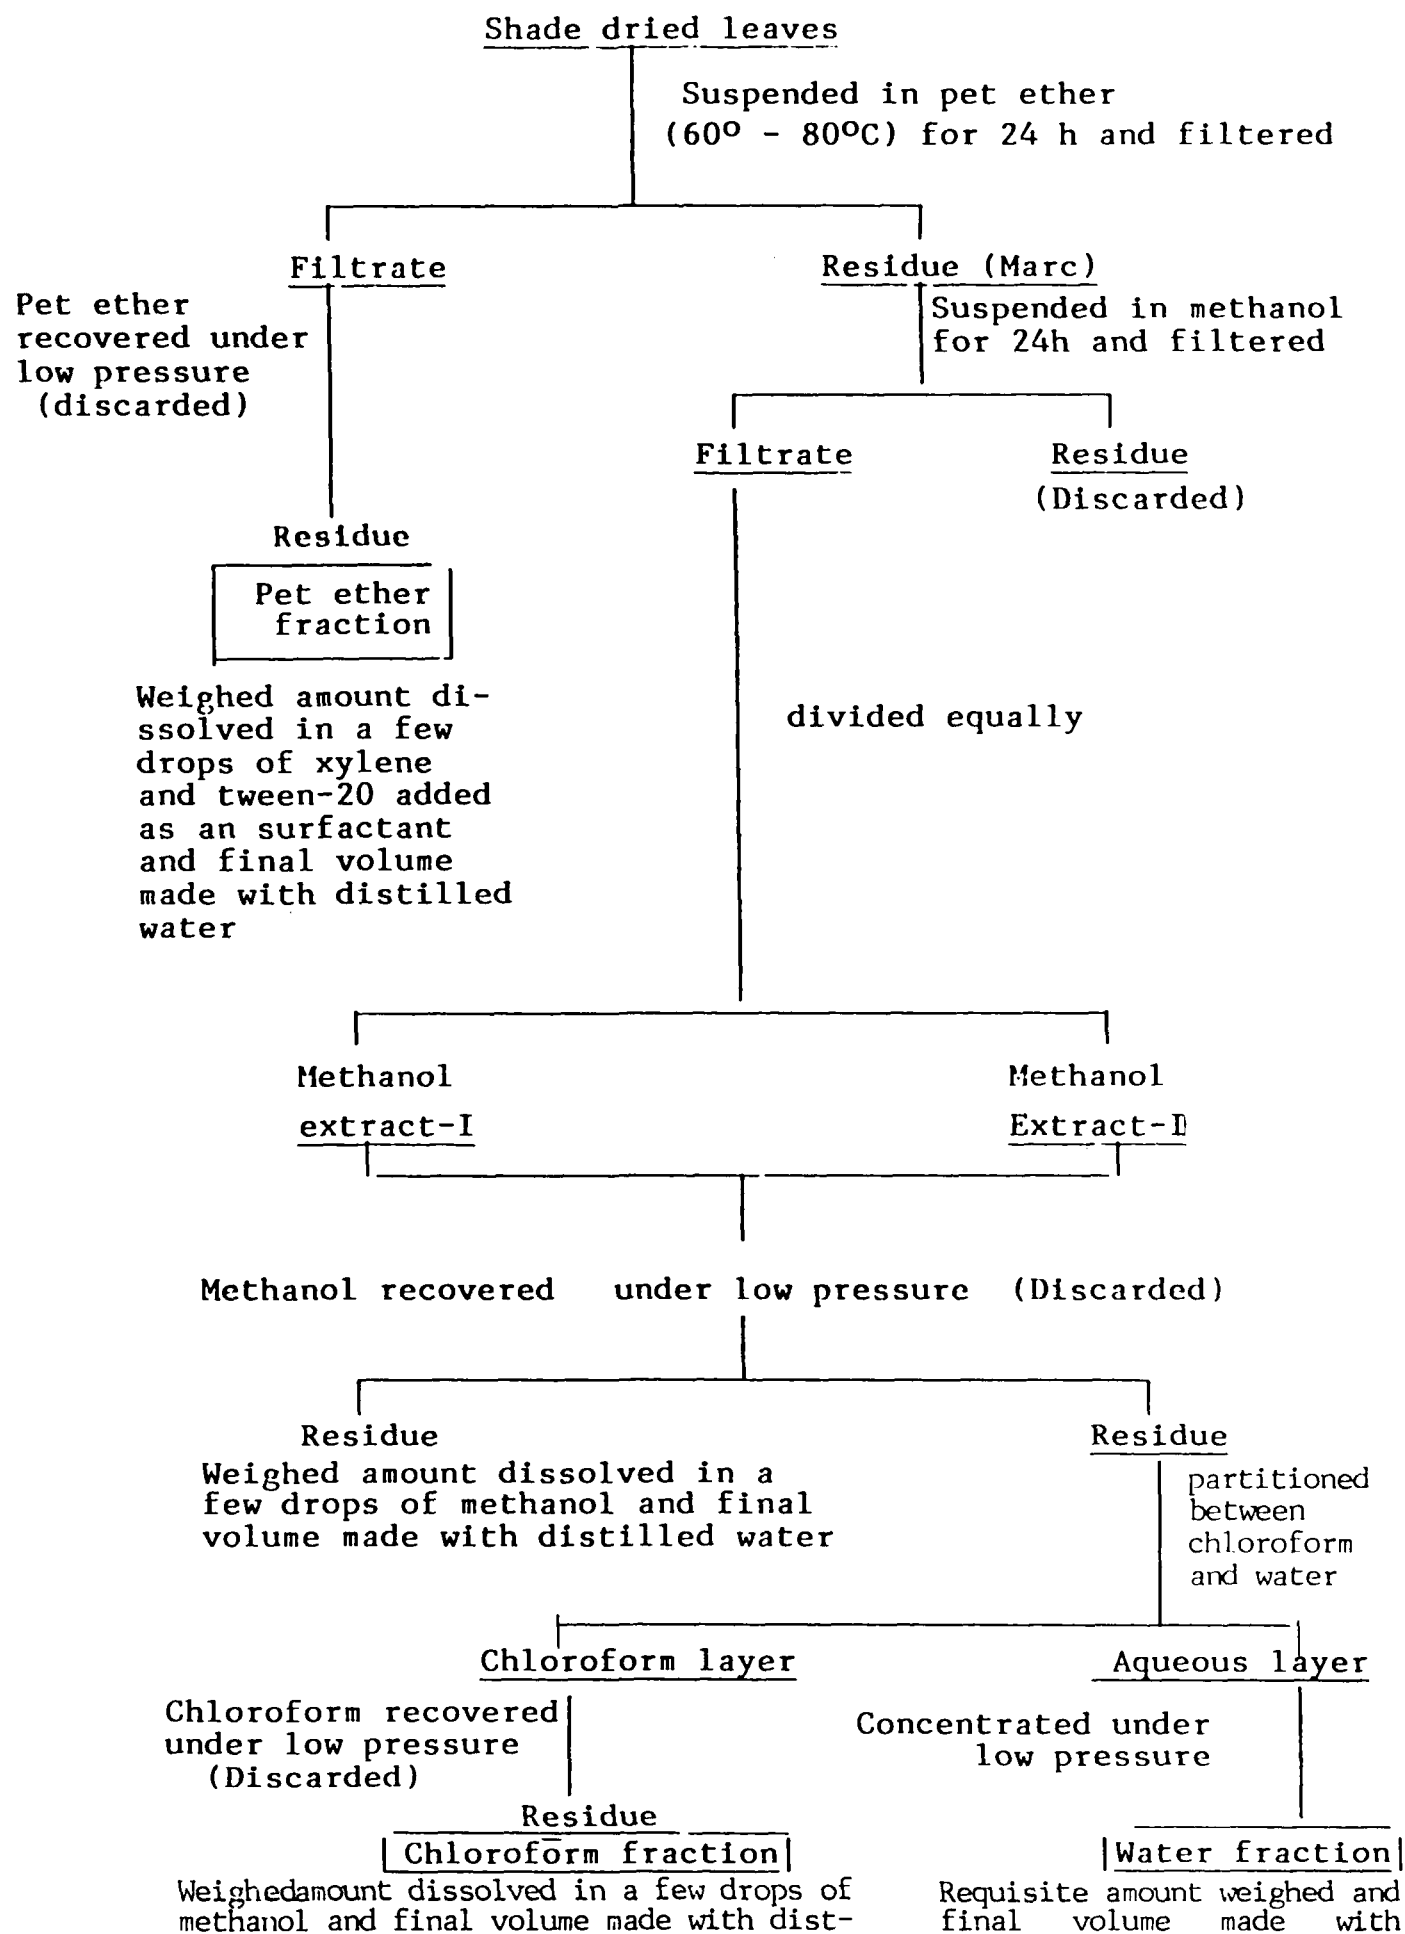 Shade dried leaves
Suspended in pet ether
(60º - 80ºC) for 24 h and filtered
Filtrate
Residue (Marc)
Pet ether
recovered under
low pressure
(discarded)
Suspended in methanol
for 24h and filtered
Filtrate
Residue
(Discarded)
Residue
Pet ether
fraction
Weighed amount di-
ssolved in a few
drops of xylene
and tween-20 added
as an surfactant
and final volume
made with distilled
water
divided equally
Methanol
extract-I
Methanol
Extract-I
Methanol recovered under low pressure (Discarded)
Residue
Weighed amount dissolved in a
few drops of methanol and final
volume made with distilled water
Residue
partitioned
between
chloroform
and water
Chloroform layer
Aqueous layer
Chloroform recovered
under low pressure
(Discarded)
Concentrated under
low pressure
Residue
Chloroform fraction
Water fraction
Weighedamount dissolved in a few drops of
methanol and final volume made with dist-
Requisite amount weighed and
final volume made with